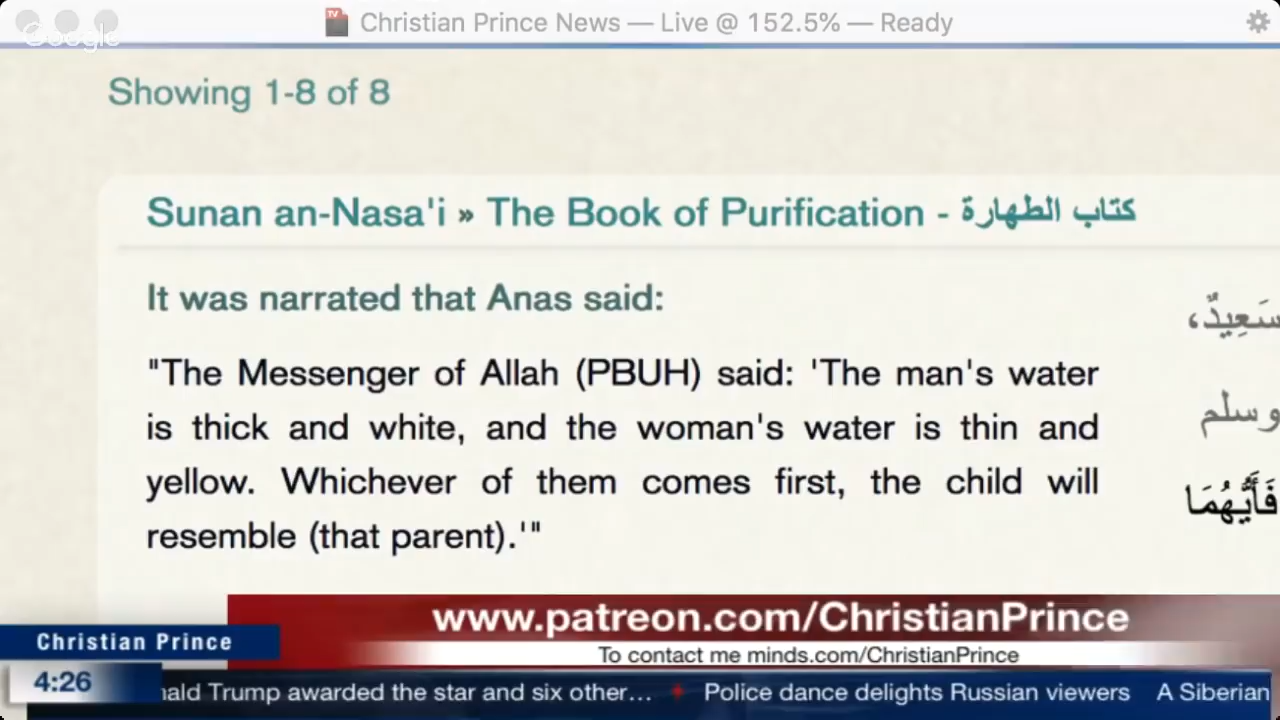 Google
Christian Prince News — Live @ 152.5% — Ready
Showing 1-8 of 8
Sunan an-Nasa'i » The Book of Purification - كتاب الطهارة
It was narrated that Anas said:
سَعِيدٌ،
"The Messenger of Allah (PBUH) said: 'The man's water
is thick and white, and the woman's water is thin and
وسلم
yellow. Whichever of them comes first, the child will
فَأَيُّهُمَا
resemble (that parent).'"
www.patreon.com/ChristianPrince
Christian Prince
To contact me minds.com/ChristianPrince
4:26
nald Trump awarded the star and six other... Police dance delights Russian viewers A Siberian